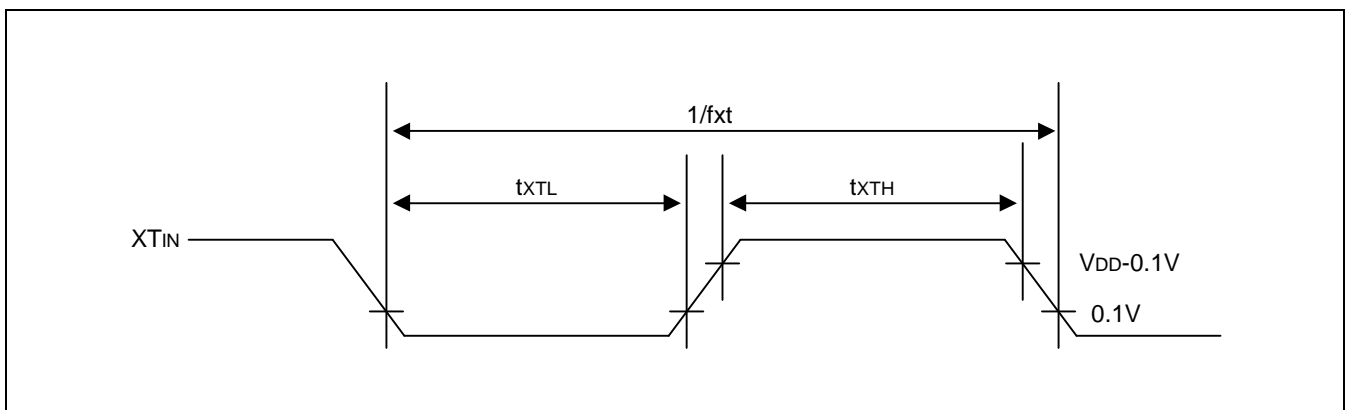 1/fxt
tXTL
tXTH
XTIN
VDD-0.1V
0.1V